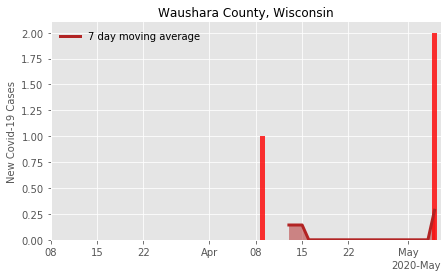 Waushara County, Wisconsin
7 day moving average
New Covid-19 Cases
2.00
1.75
1.50
1.25
1.00
0.75
0.50
0.25
0.00
08
15
22
Apr
08
15
22
May
2020-May